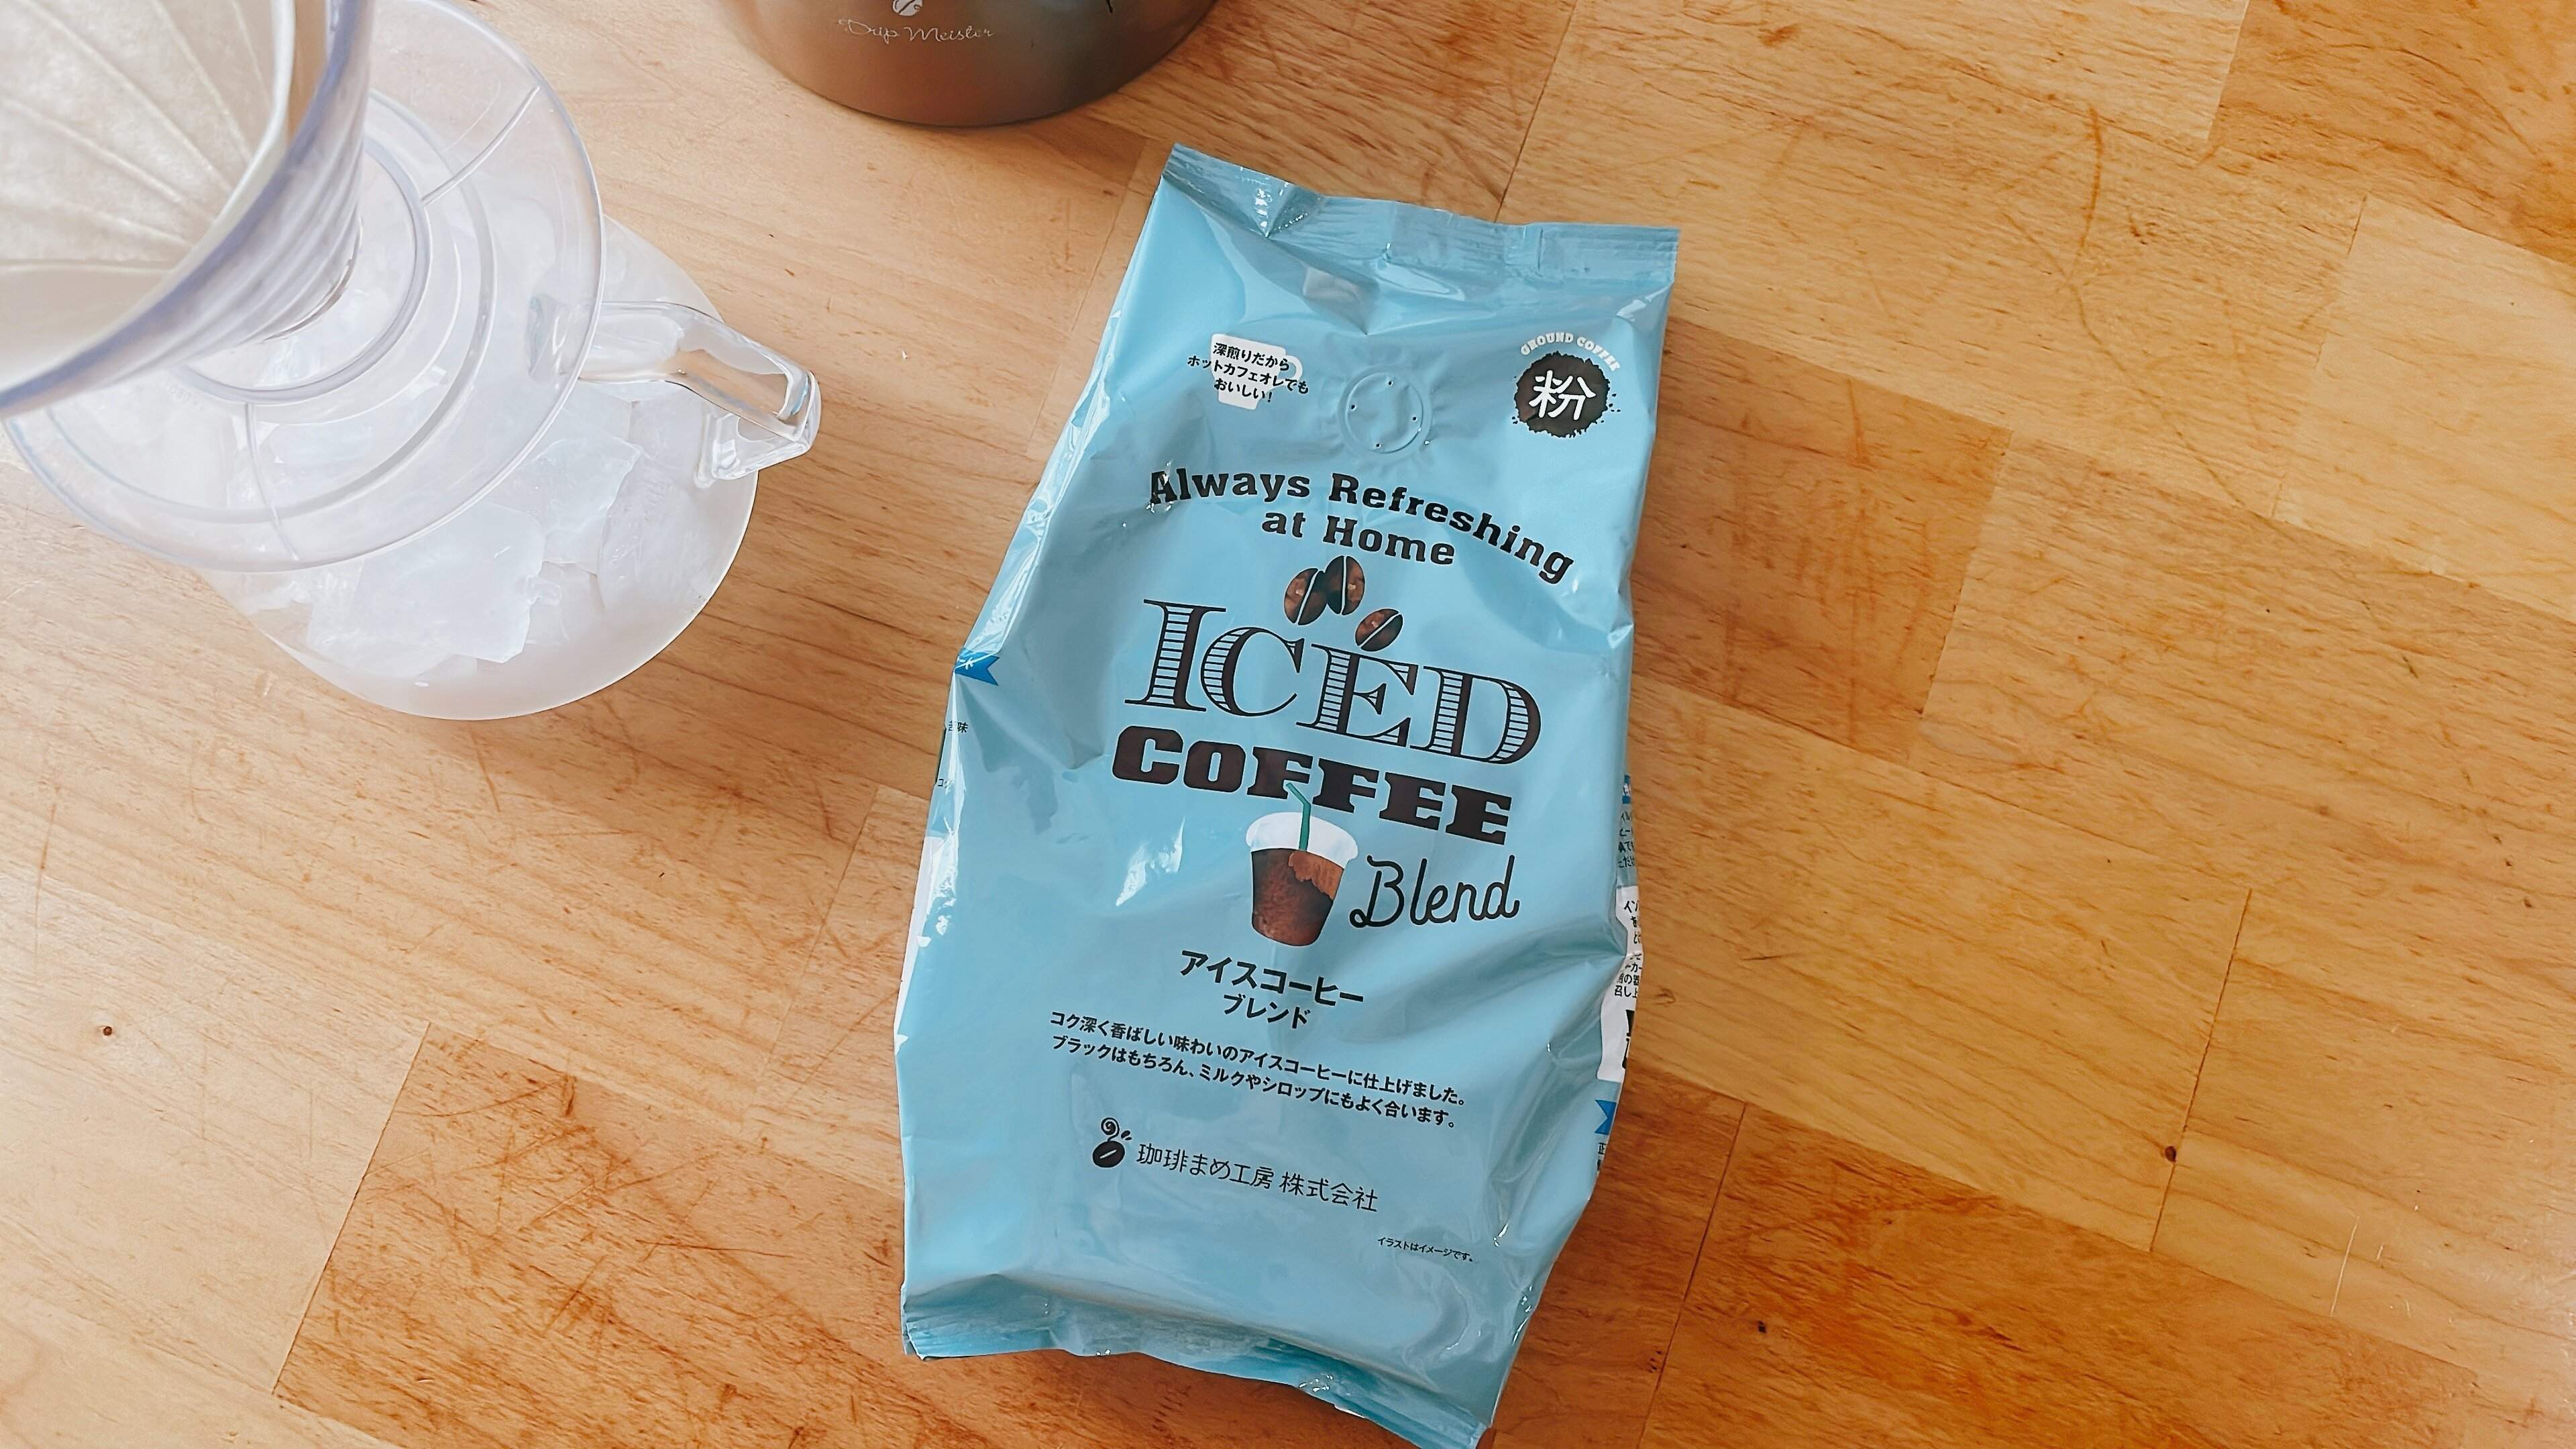 Drip Meister
深煎りだから
ホットカフェオレでも
おいしい!
GROUND COFFEE
粉
Always Refreshing
at Home
ICED
COFFEE
Blend
アイスコーヒー
ブレンド
コク深く香ばしい味わいのアイスコーヒーに仕上げました。
ブラックはもちろん、ミルクやシロップにもよく合います。
珈琲まめ工房 株式会社
イラストはイメージです。